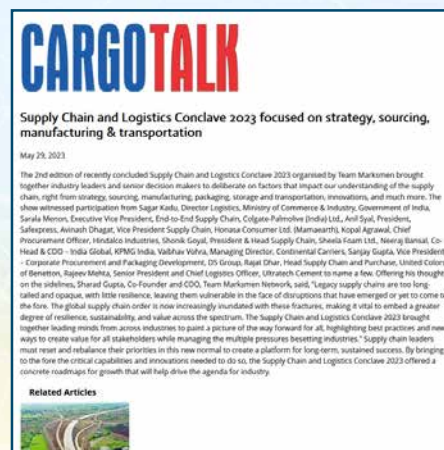 CARGOTALK
Supply Chain and Logistics Conclave 2023 focused on strategy, sourcing,
manufacturing & transportation
May 29, 2023
The 2nd edition of recently concluded Supply Chain and Logistics Conclave 2023 organised by Team Marksmen brought
together industry leaders and senior decision makers to deliberate on factors that impact our understanding of the supply
chain, right from strategy, sourcing, manufacturing, packaging, storage and transportation, innovations, and much more. The
show witnessed participation from Sagar Kadu, Director Logistics, Ministry of Commerce & Industry, Government of India,
Sarala Menon, Executive Vice President, End-to-End Supply Chain, Colgate-Palmolive (India) Ltd., Anil Syal, President,
Safexpress, Avinash Dhagat, Vice President Supply Chain, Honasa Consumer Ltd. (Mamaearth), Kopal Agrawal, Chief
Procurement Officer, Hindalco Industries, Shonik Goyal, President & Head Supply Chain, Sheela Foam Ltd., Neeraj Bansal, Co-
Head & COO - India Global, KPMG India, Vaibhav Vohra, Managing Director, Continental Carriers, Sanjay Gupta, Vice President
- Corporate Procurement and Packaging Development, DS Group, Rajat Dhar, Head Supply Chain and Purchase, United Colors
of Benetton, Rajeev Mehta, Senior President and Chief Logistics Officer, Ultratech Cement to name a few. Offering his thought
on the sidelines, Sharad Gupta, Co-Founder and COO, Team Marksmen Network, said, "Legacy supply chains are too long-
tailed and opaque, with little resilience, leaving them vulnerable in the face of disruptions that have emerged or yet to come to
the fore. The global supply chain order is now increasingly inundated with these fractures, making it vital to embed a greater
degree of resilience, sustainability, and value across the spectrum. The Supply Chain and Logistics Conclave 2023 brought
together leading minds from across industries to paint a picture of the way forward for all, highlighting best practices and new
ways to create value for all stakeholders while managing the multiple pressures besetting industries." Supply chain leaders
must reset and rebalance their priorities in this new normal to create a platform for long-term, sustained success. By bringing
to the fore the critical capabilities and innovations needed to do so, the Supply Chain and Logistics Conclave 2023 offered a
concrete roadmaps for growth that will help drive the agenda for industry.
Related Articles